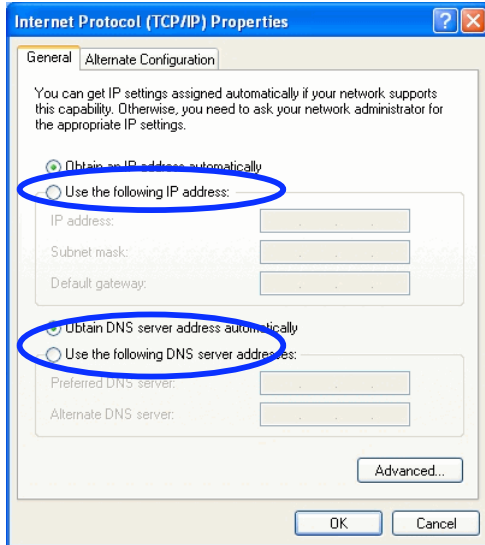 Internet Protocol (TCP/IP) Properties
General
Alternate Configuration
You can get IP settings assigned automatically if your network supports
this capability. Otherwise, you need to ask your network administrator for
the appropriate IP settings.
Obtain an IP address automatically
Use the following IP address:
IP address:
Subnet mask:
Default gateway:
Obtain DNS server address automatically
Use the following DNS server addresses:
Preferred DNS server:
Alternate DNS server:
Advanced...
OK
Cancel